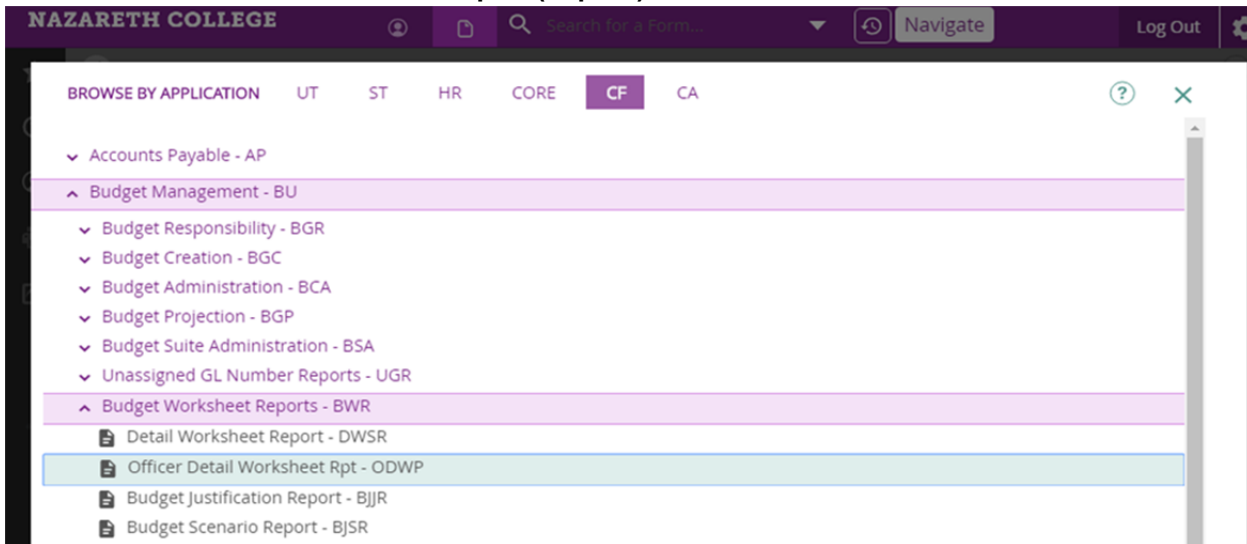 NAZARETH COLLEGE Search for a Form... Navigate Log Out
BROWSE BY APPLICATION UT ST HR CORE CF CA ?
Accounts Payable - AP
Budget Management - BU
Budget Responsibility - BGR
Budget Creation - BGC
Budget Administration - BCA
Budget Projection - BGP
Budget Suite Administration - BSA
Unassigned GL Number Reports - UGR
Budget Worksheet Reports - BWR
Detail Worksheet Report - DWSR
Officer Detail Worksheet Rpt - ODWP
Budget Justification Report - BJJR
Budget Scenario Report - BJSR